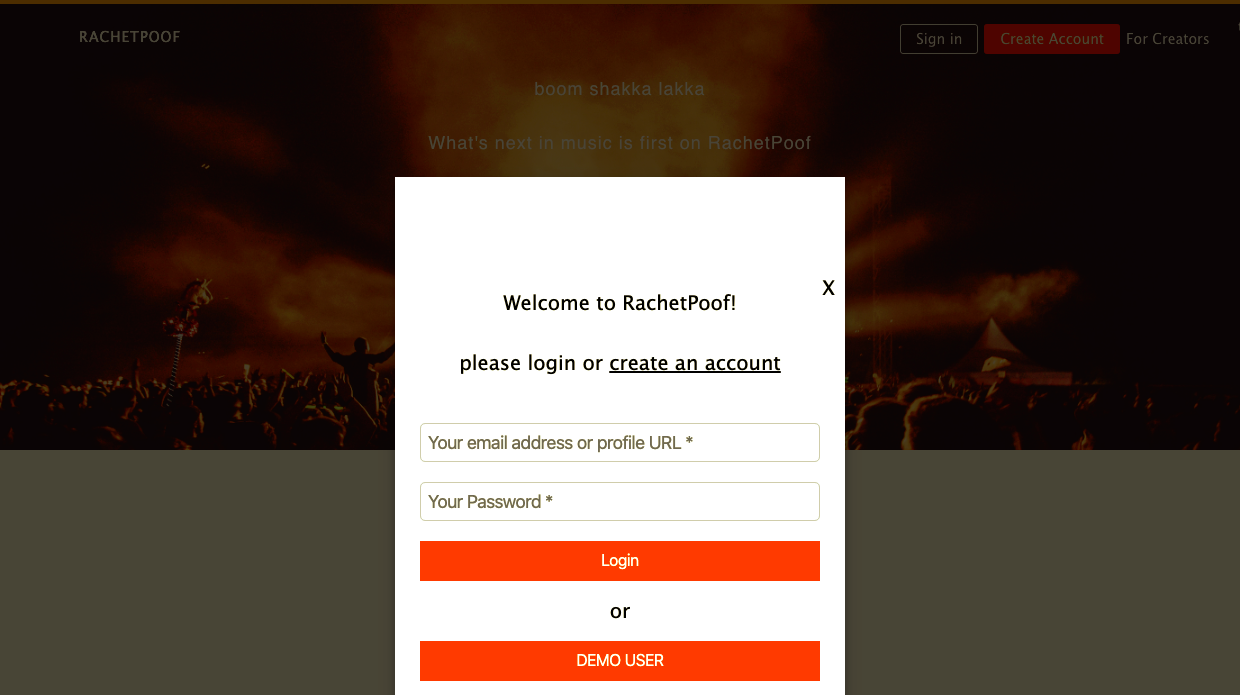 RACHETPOOF
Sign in
Create Account
For Creators
boom shakka lakka
What's next in music is first on RachetPoof
X
Welcome to RachetPoof!
please login or create an account
Your email address or profile URL *
Your Password *
Login
or
DEMO USER